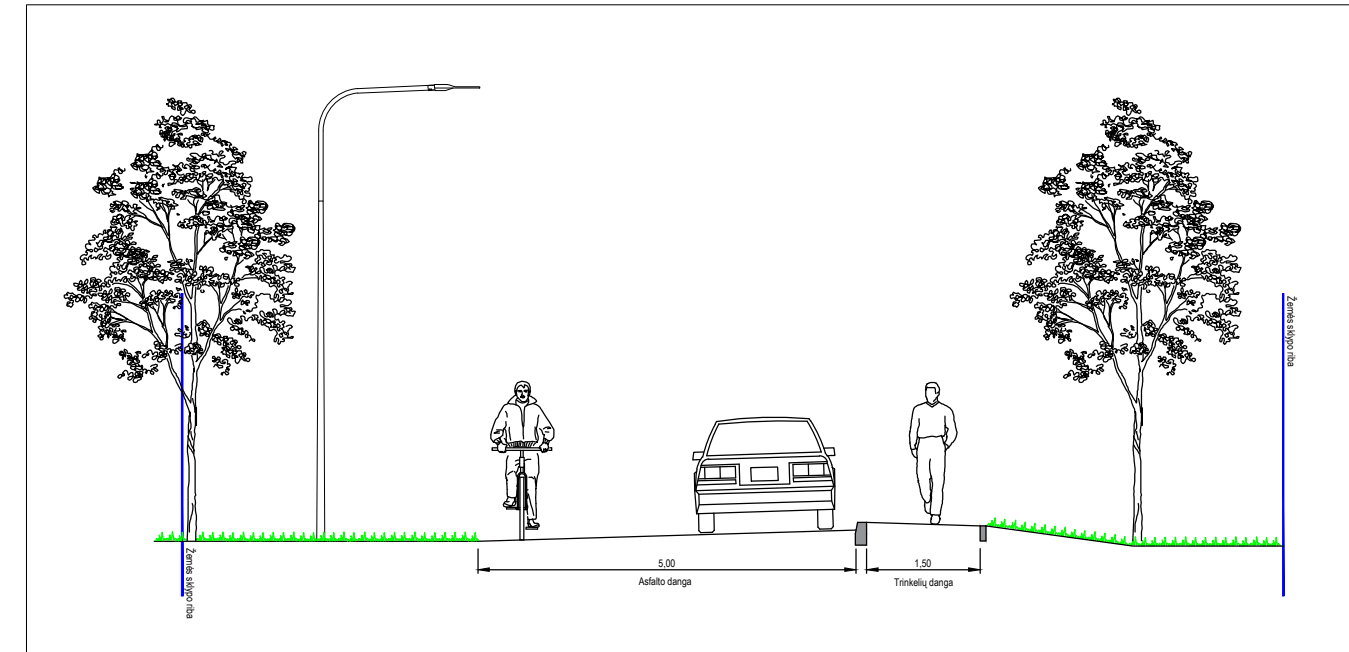 Žemės sklypo riba
Žemės sklypo riba
5,00
Asfalto danga
1,50
Trinkelių danga